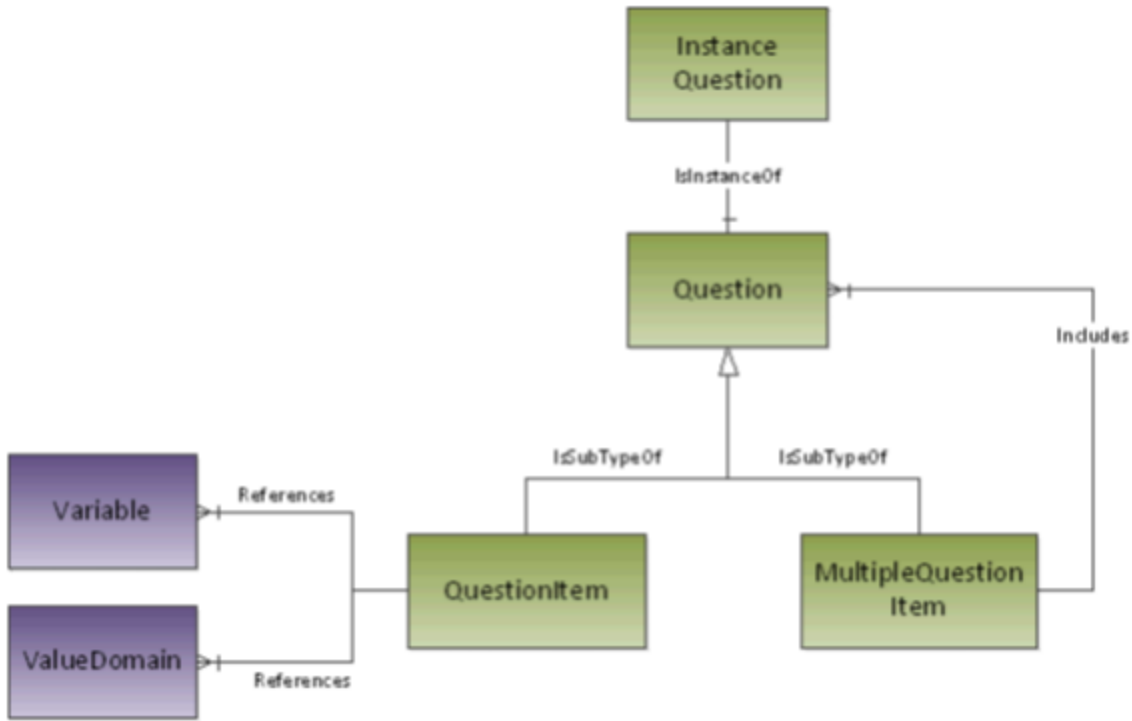 Instance
Question
IsInstanceOf
Question
Includes
IsSubTypeOf
IsSubTypeOf
Variable
References
QuestionItem
MultipleQuestion
Item
ValueDomain
References